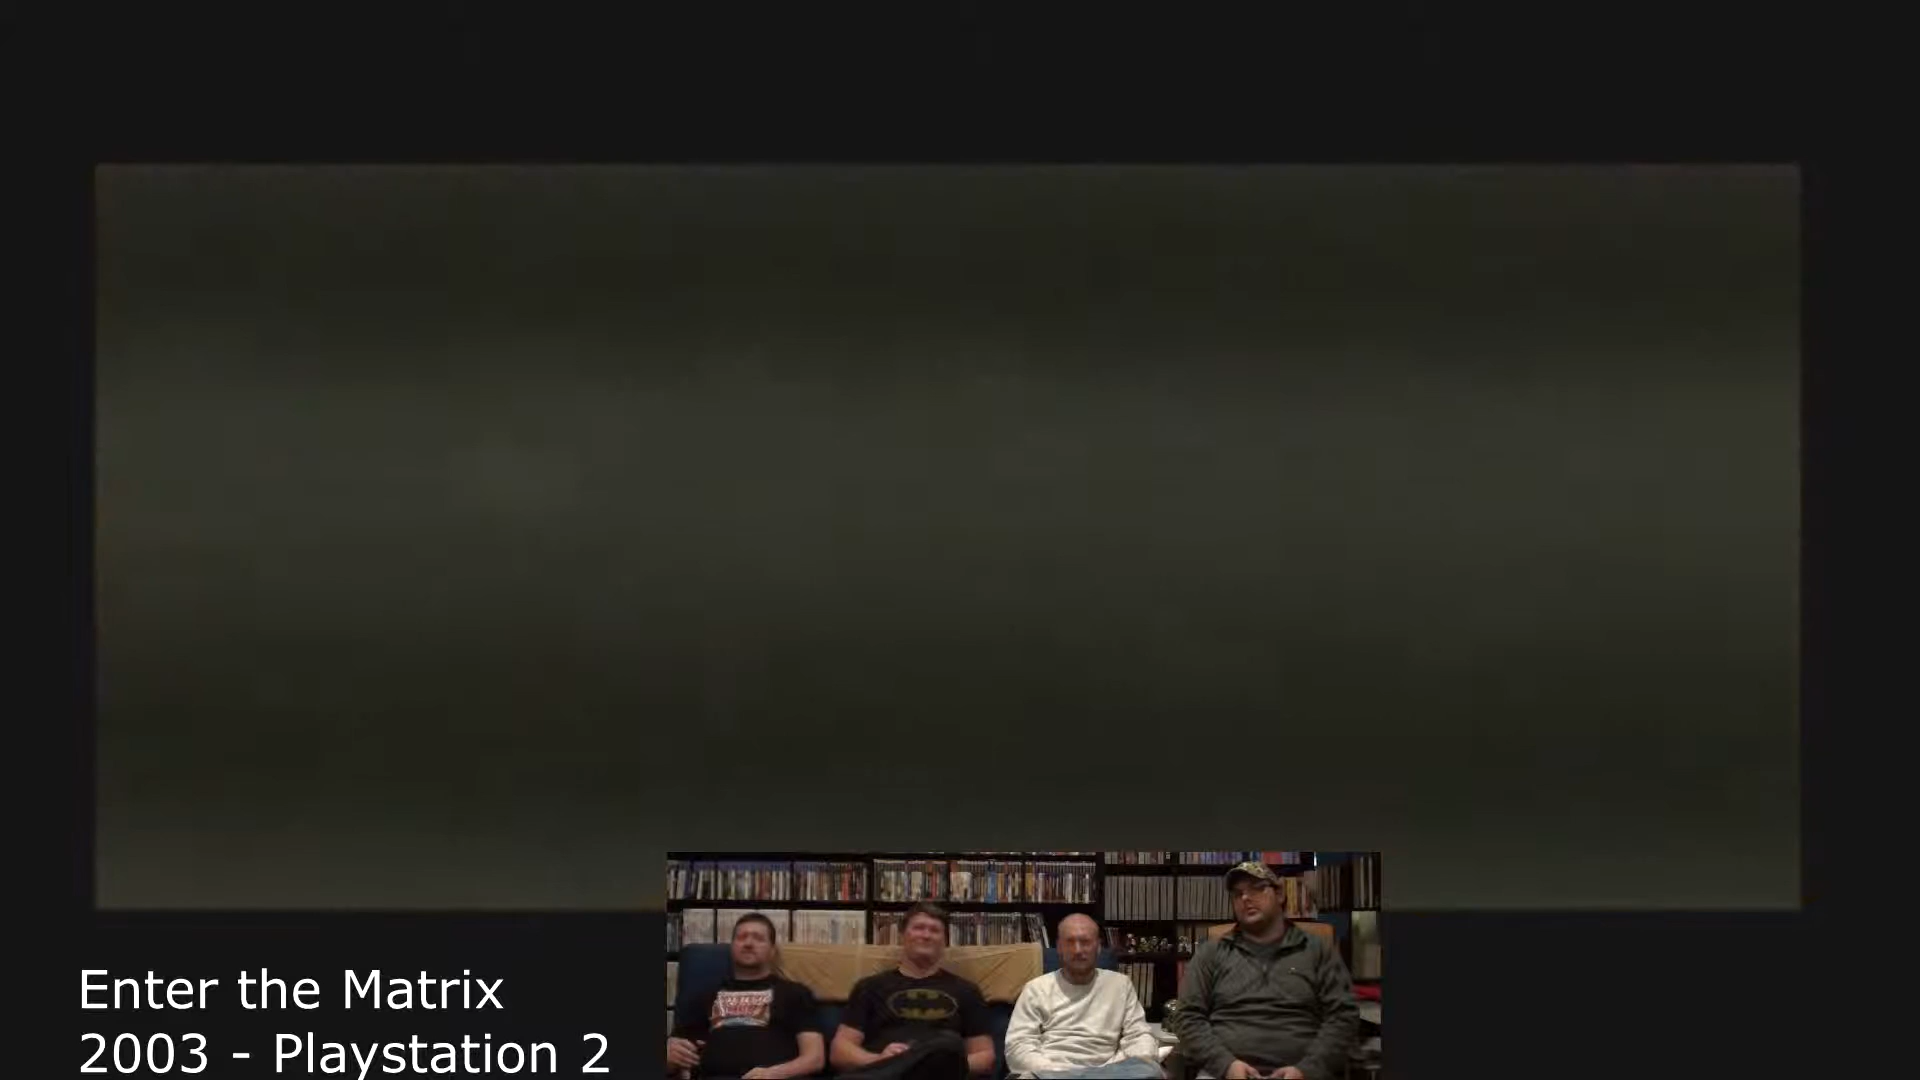 Enter the Matrix
2003 - Playstation 2